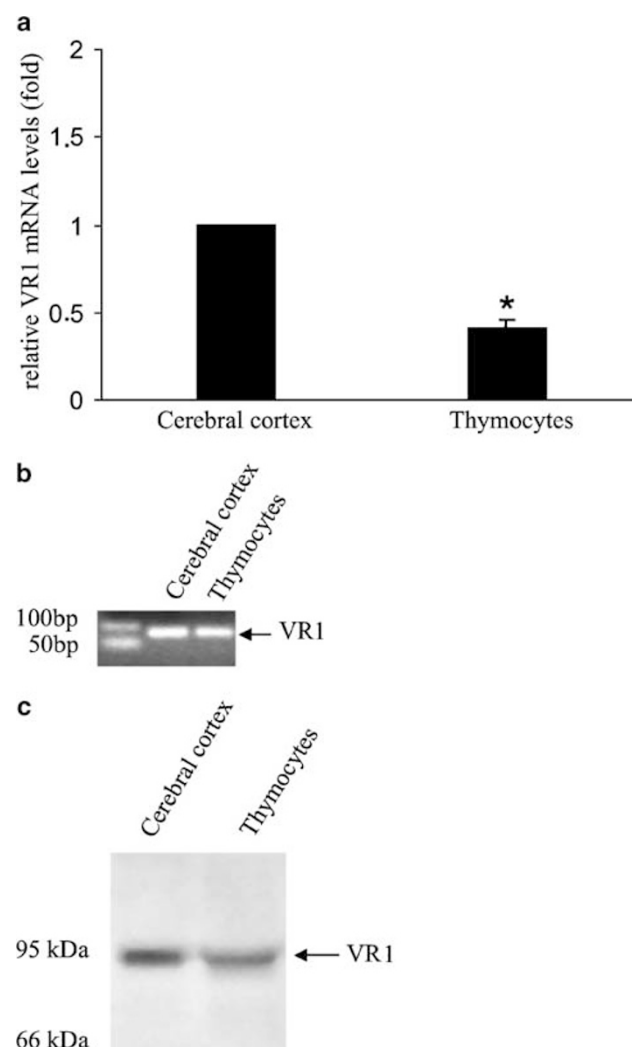 a
relative VR1 mRNA levels (fold)
2
1.5
1
0.5
0
*
Cerebral cortex
Thymocytes
b
Cerebral cortex
Thymocytes
100bp
50bp
VR1
c
Cerebral cortex
Thymocytes
95 kDa
VR1
66 kDa